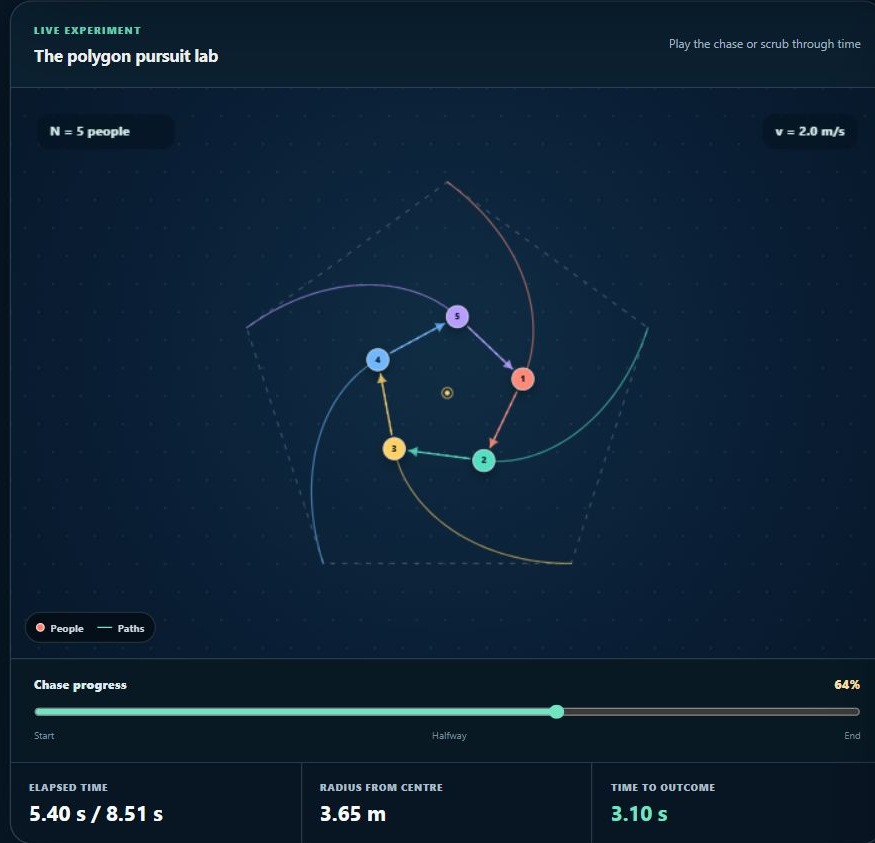 LIVE EXPERIMENT
The polygon pursuit lab
Play the chase or scrub through time
N = 5 people
v = 2.0 m/s
5
4
1
3
2
People
Paths
Chase progress
64%
Start
Halfway
End
ELAPSED TIME
5.40 s / 8.51 s
RADIUS FROM CENTRE
3.65 m
TIME TO OUTCOME
3.10 s